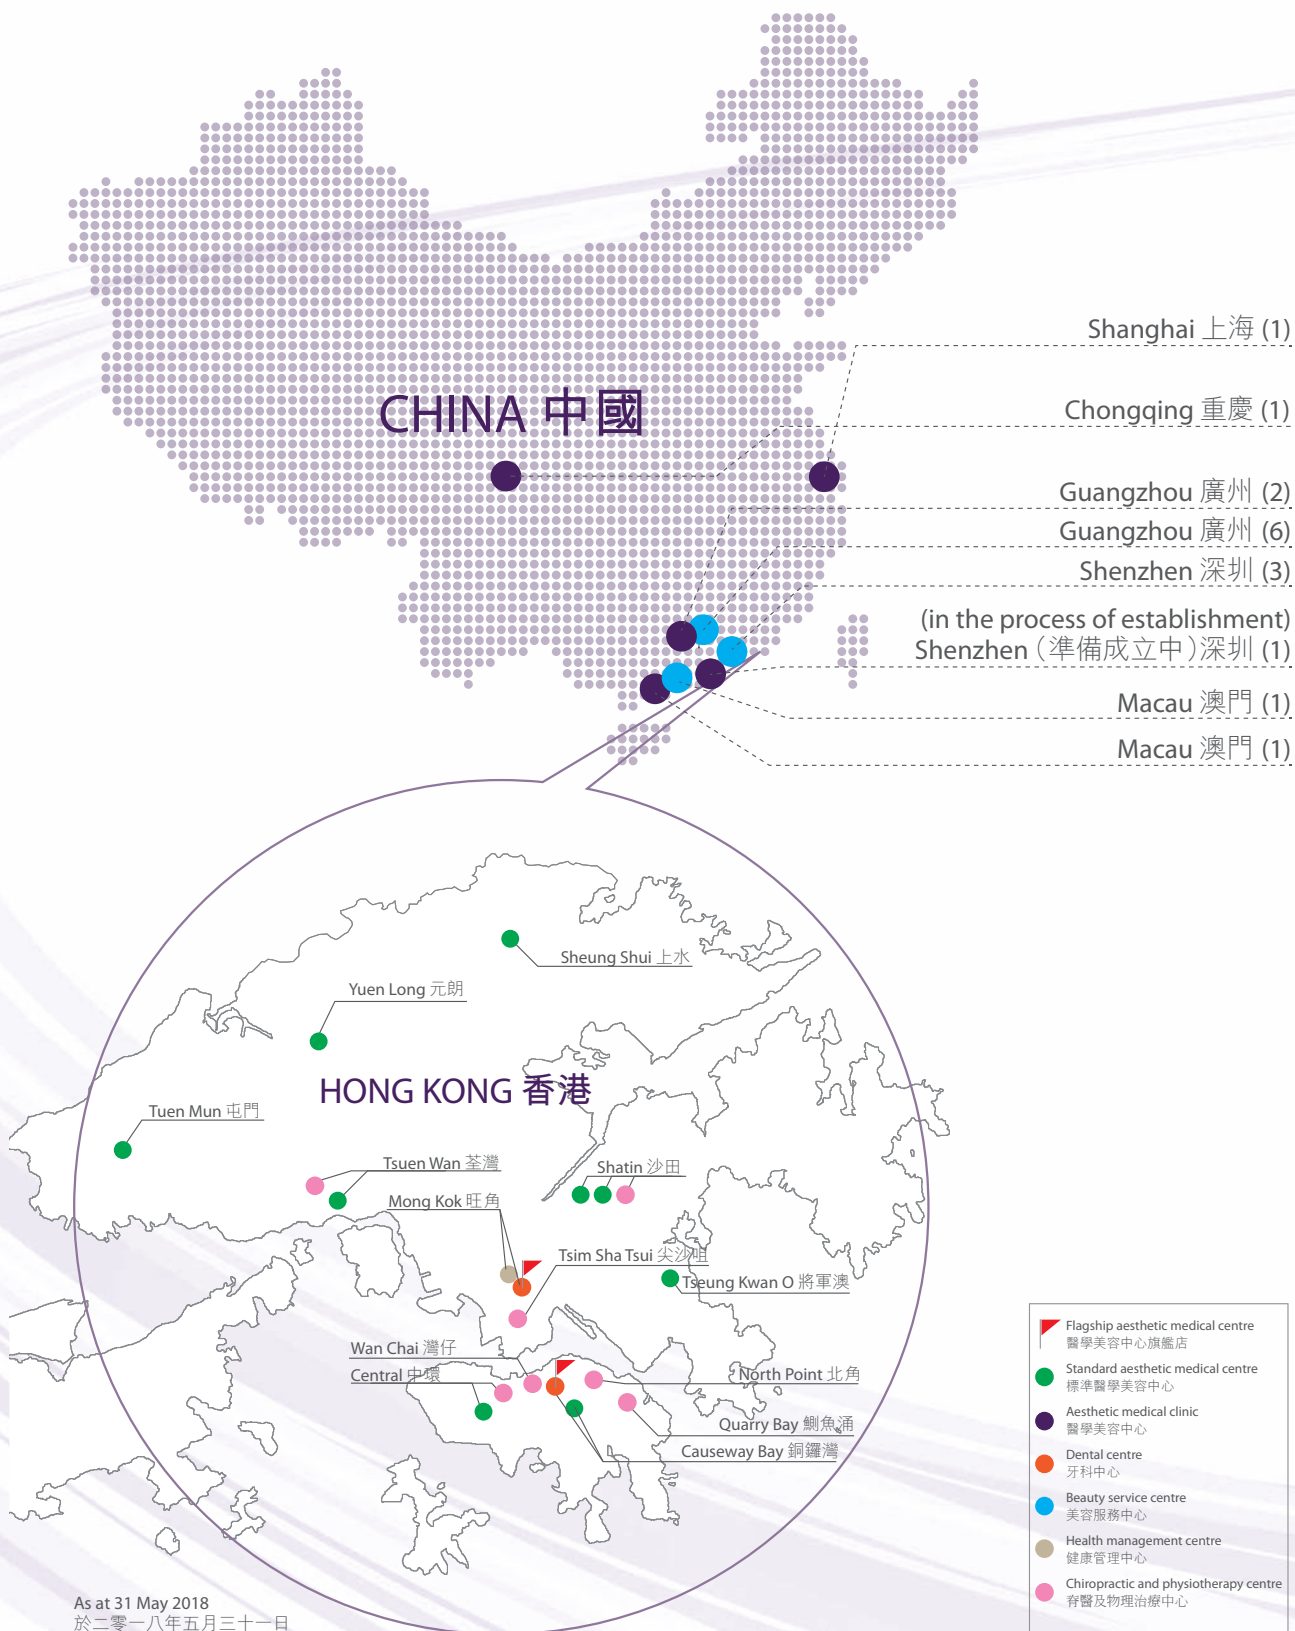 CHINA 中國
Shanghai 上海 (1)
Chongqing 重慶 (1)
Guangzhou 廣州 (2)
Guangzhou 廣州 (6)
Shenzhen 深圳 (3)
(in the process of establishment)
Shenzhen（準備成立中）深圳 (1)
Macau 澳門 (1)
Macau 澳門 (1)
Sheung Shui 上水
Yuen Long 元朗
HONG KONG 香港
Tuen Mun 屯門
Tsuen Wan 荃灣
Shatin 沙田
Mong Kok 旺角
Tsim Sha Tsui 尖沙咀
Tseung Kwan O 將軍澳
Wan Chai 灣仔
Central 中環
North Point 北角
Quarry Bay 鰂魚涌
Causeway Bay 銅鑼灣
Flagship aesthetic medical centre
醫學美容中心旗艦店
Standard aesthetic medical centre
標準醫學美容中心
Aesthetic medical clinic
醫學美容中心
Dental centre
牙科中心
Beauty service centre
美容服務中心
Health management centre
健康管理中心
Chiropractic and physiotherapy centre
脊醫及物理治療中心
As at 31 May 2018
於二零一八年五月三十一日